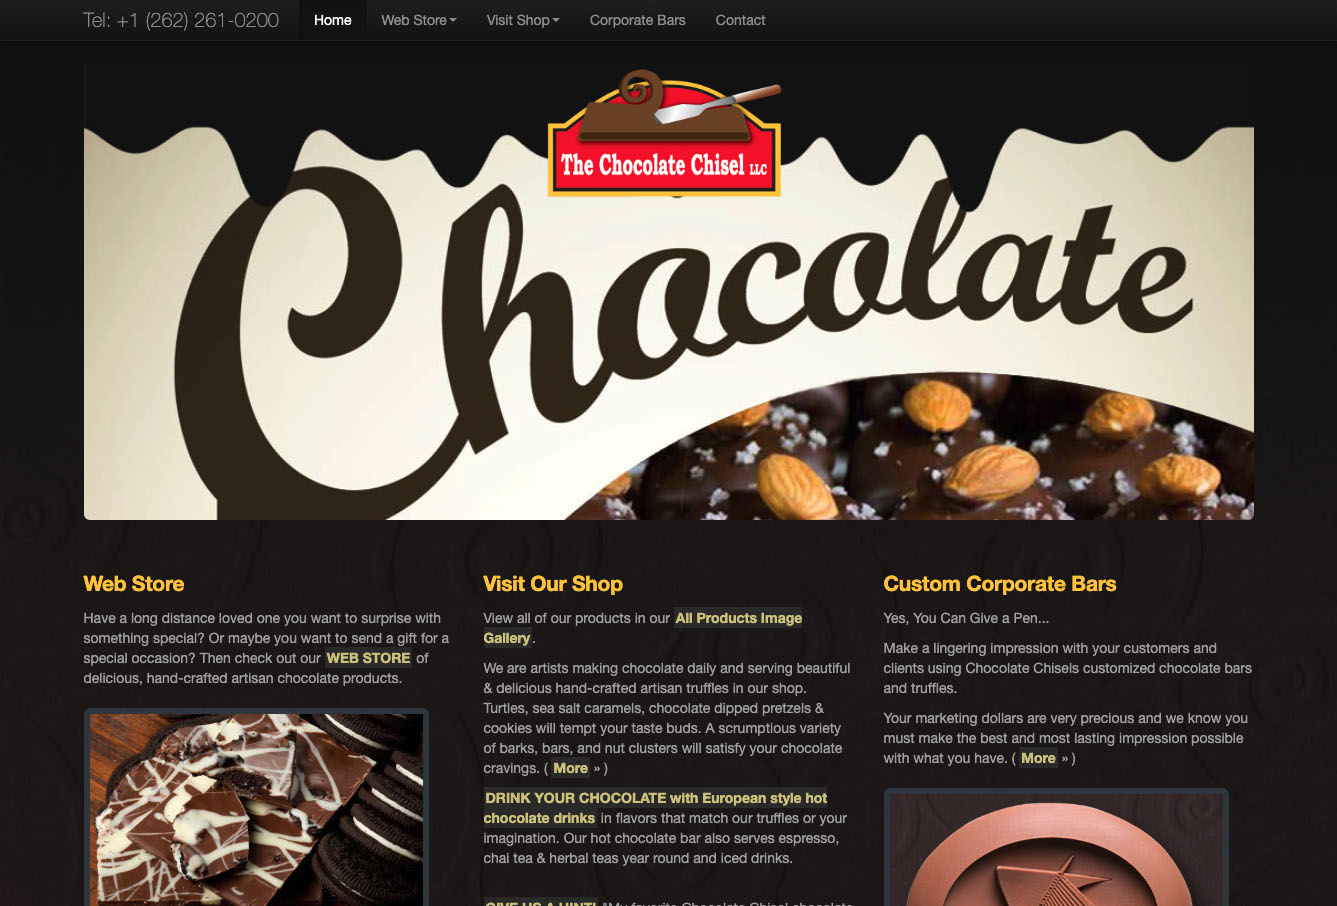 Tel: +1 (262) 261-0200 Home Web Store Visit Shop Corporate Bars Contact
The Chocolate Chisel LLC
Chocolate
Web Store
Have a long distance loved one you want to surprise with
something special? Or maybe you want to send a gift for a
special occasion? Then check out our WEB STORE of
delicious, hand-crafted artisan chocolate products.
Visit Our Shop
View all of our products in our All Products Image
Gallery.
We are artists making chocolate daily and serving beautiful
& delicious hand-crafted artisan truffles in our shop.
Turtles, sea salt caramels, chocolate dipped pretzels &
cookies will tempt your taste buds. A scrumptious variety
of barks, bars, and nut clusters will satisfy your chocolate
cravings. ( More » )
DRINK YOUR CHOCOLATE with European style hot
chocolate drinks in flavors that match our truffles or your
imagination. Our hot chocolate bar also serves espresso,
chai tea & herbal teas year round and iced drinks.
GIVE US A HINT! "My favorite Chocolate Chisel chocolate
Custom Corporate Bars
Yes, You Can Give a Pen...
Make a lingering impression with your customers and
clients using Chocolate Chisels customized chocolate bars
and truffles.
Your marketing dollars are very precious and we know you
must make the best and most lasting impression possible
with what you have. ( More » )